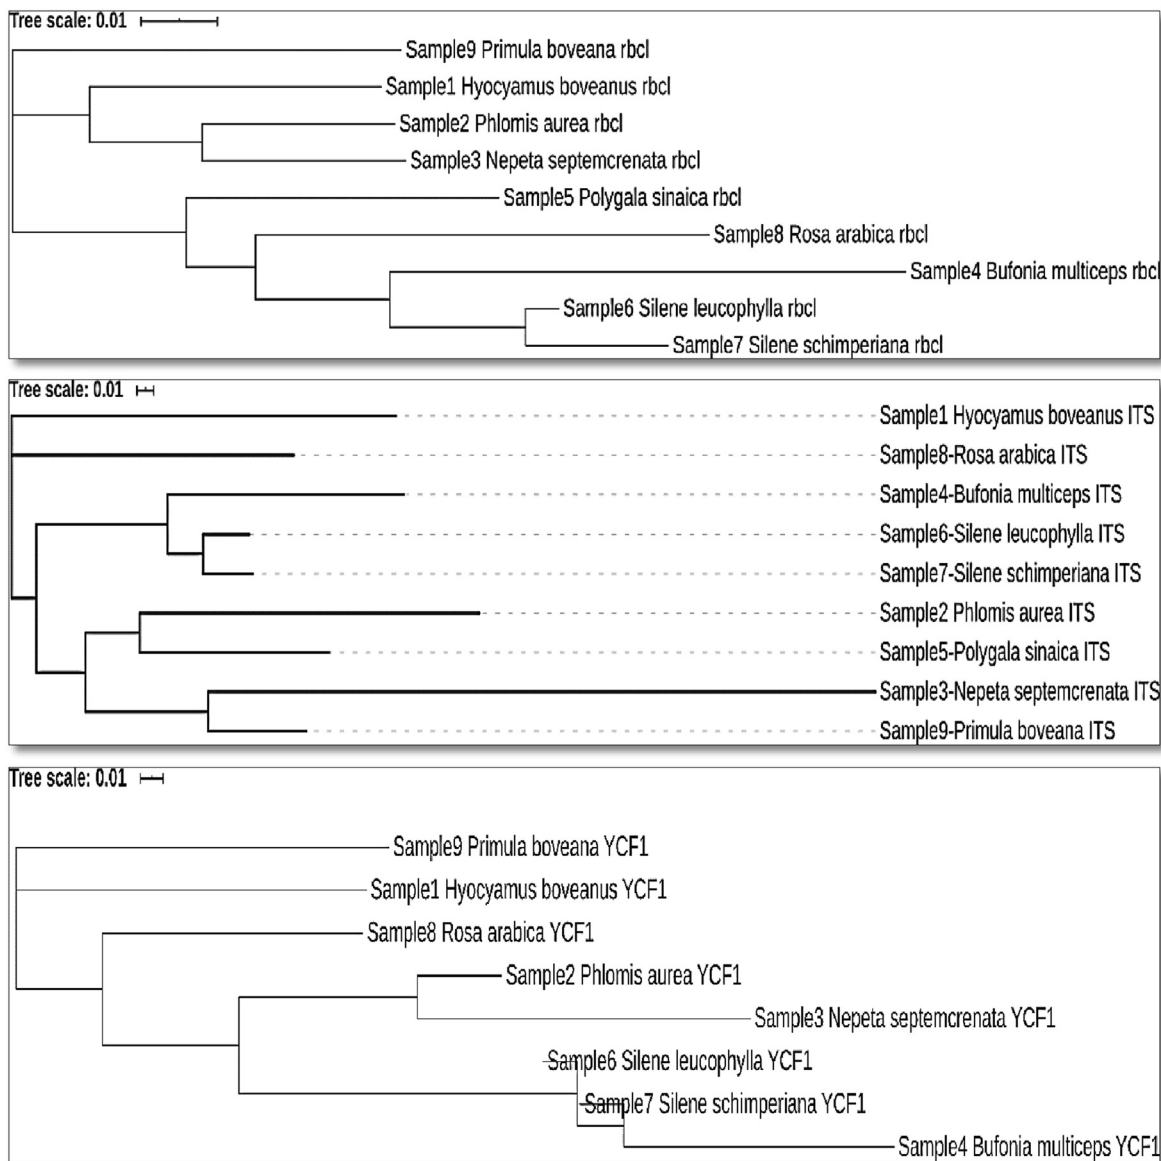 Tree scale: 0.01
Sample9 Primula boveana rbcl
Sample1 Hyocyamus boveanus rbcl
Sample2 Phlomis aurea rbcl
Sample3 Nepeta septemcrenata rbcl
Sample5 Polygala sinaica rbcl
Sample8 Rosa arabica rbcl
Sample4 Bufonia multiceps rbcl
Sample6 Silene leucophylla rbcl
Sample7 Silene schimperiana rbcl
Tree scale: 0.01
Sample1 Hyocyamus boveanus ITS
Sample8-Rosa arabica ITS
Sample4-Bufonia multiceps ITS
Sample6-Silene leucophylla ITS
Sample7-Silene schimperiana ITS
Sample2 Phlomis aurea ITS
Sample5-Polygala sinaica ITS
Sample3-Nepeta septemcrenata ITS
Sample9-Primula boveana ITS
Tree scale: 0.01
Sample9 Primula boveana YCF1
Sample1 Hyocyamus boveanus YCF1
Sample8 Rosa arabica YCF1
Sample2 Phlomis aurea YCF1
Sample3 Nepeta septemcrenata YCF1
Sample6 Silene leucophylla YCF1
Sample7 Silene schimperiana YCF1
Sample4 Bufonia multiceps YCF1